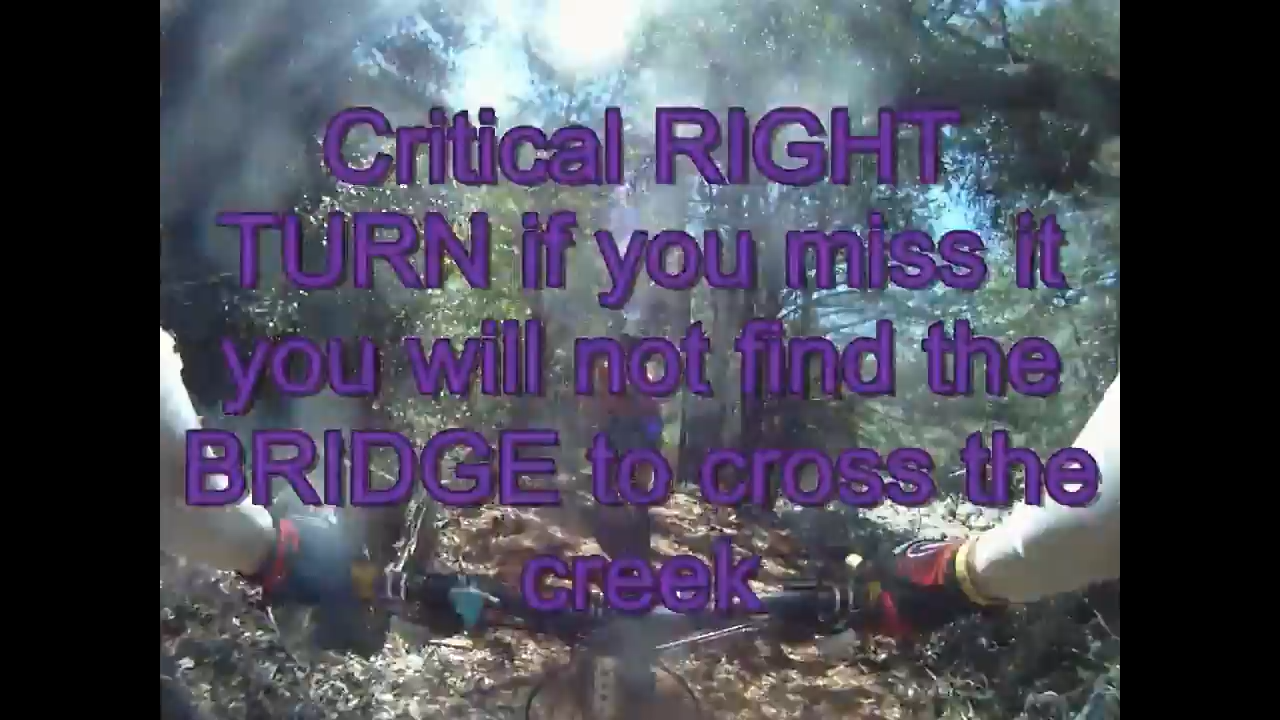 Critical RIGHT
TURN if you miss it
you will not find the
BRIDGE to cross the
creek